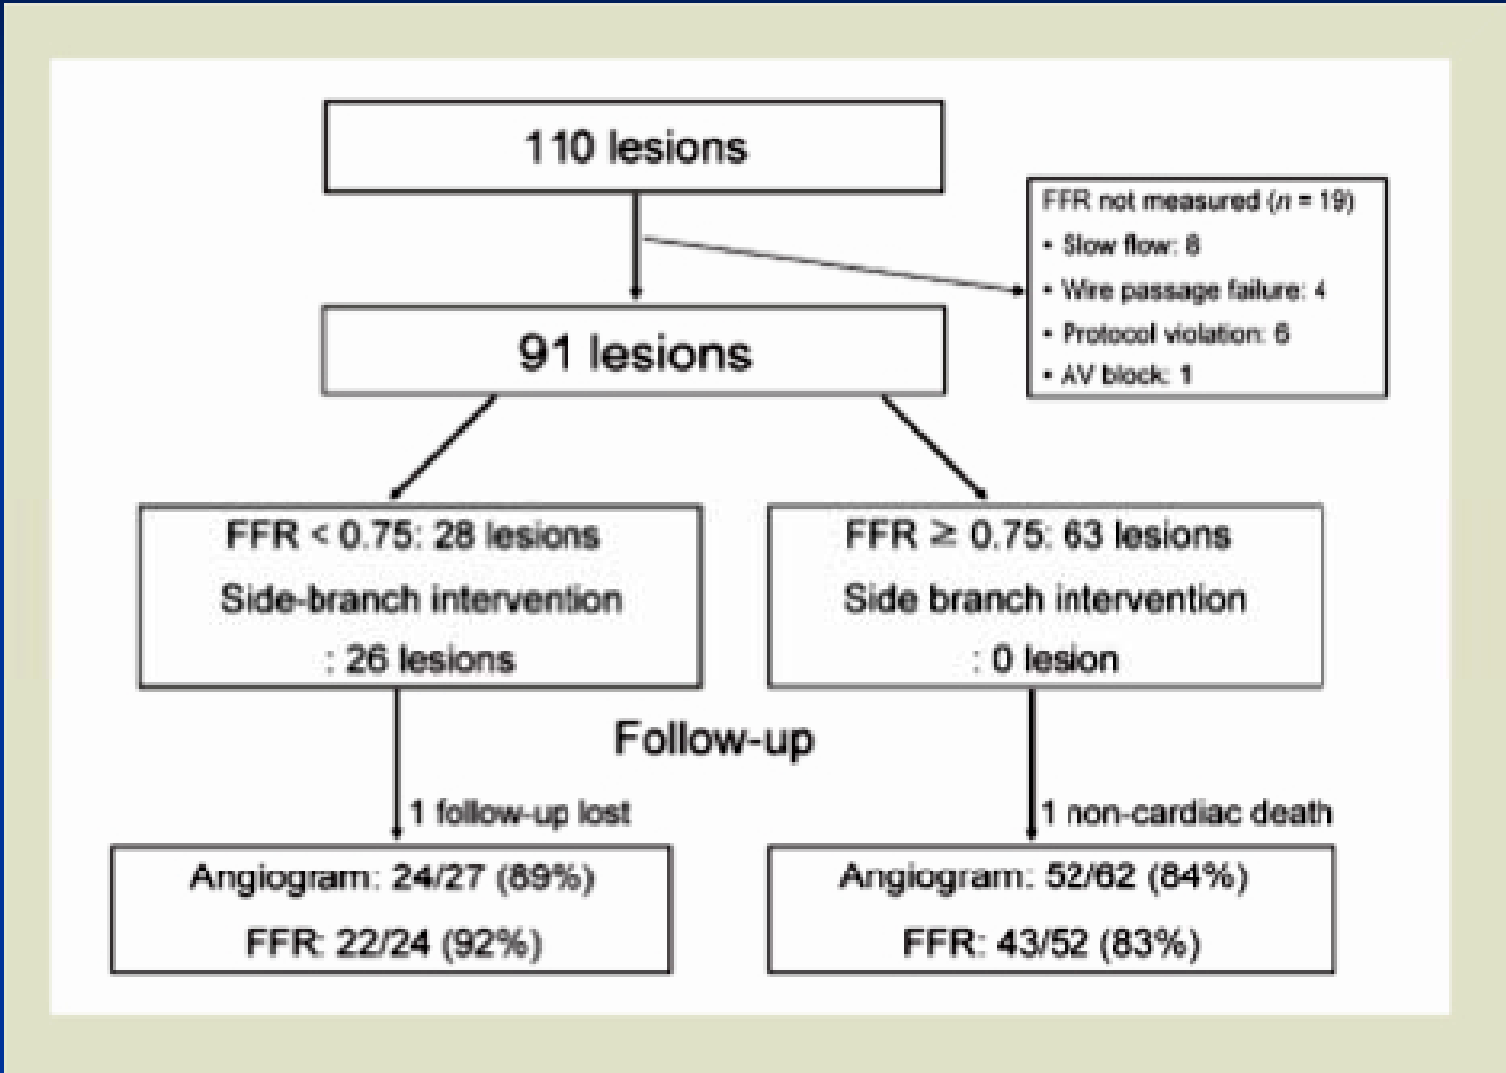 110 lesions
FFR not measured (n = 19)
• Slow flow: 8
• Wire passage failure: 4
• Protocol violation: 6
• AV block: 1
91 lesions
FFR < 0.75: 28 lesions
Side-branch intervention
: 26 lesions
FFR ≥ 0.75: 63 lesions
Side branch intervention
: 0 lesion
Follow-up
1 follow-up lost
1 non-cardiac death
Angiogram: 24/27 (89%)
FFR: 22/24 (92%)
Angiogram: 52/62 (84%)
FFR: 43/52 (83%)